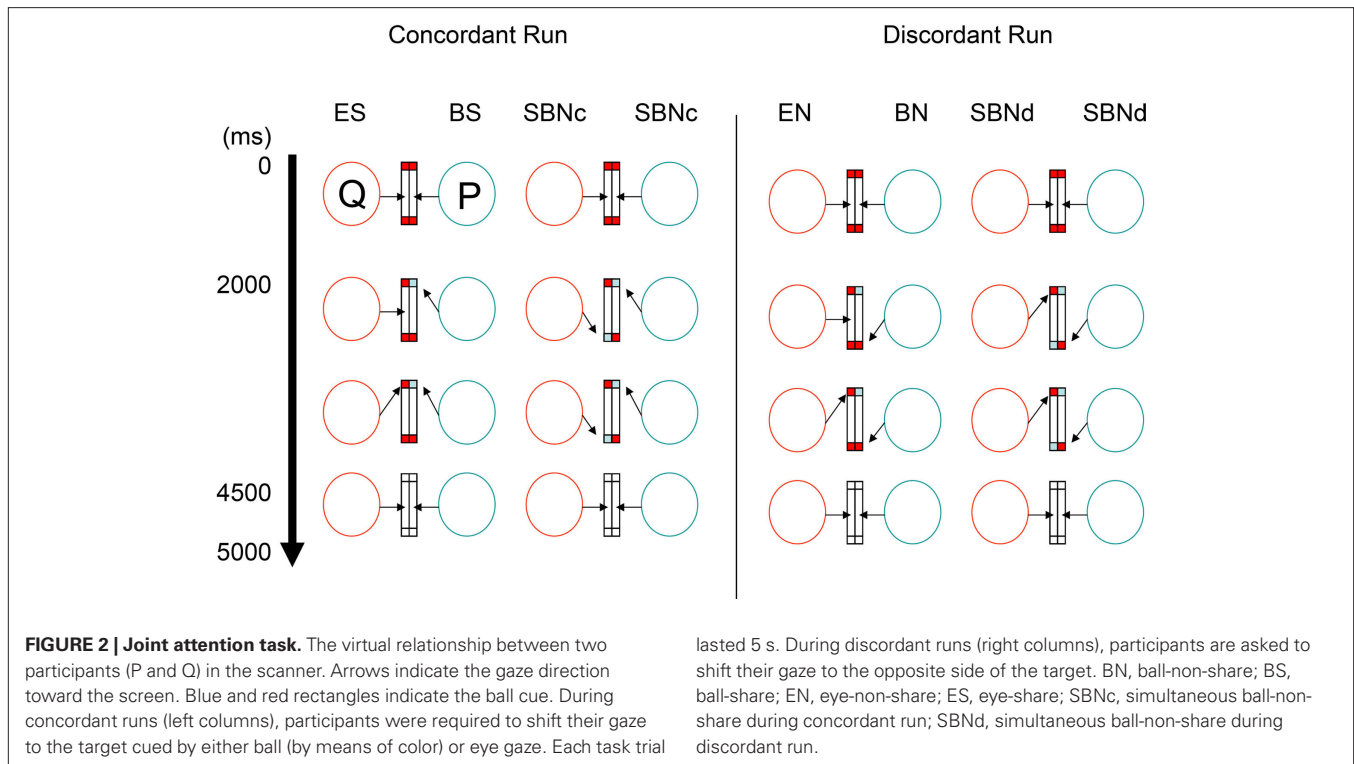 Concordant Run
Discordant Run
ES BS SBNc SBNc
EN BN SBNd SBNd
(ms)
0
Q P
2000
4500
5000
FIGURE 2 | Joint attention task. The virtual relationship between two
participants (P and Q) in the scanner. Arrows indicate the gaze direction
toward the screen. Blue and red rectangles indicate the ball cue. During
concordant runs (left columns), participants were required to shift their gaze
to the target cued by either ball (by means of color) or eye gaze. Each task trial
lasted 5 s. During discordant runs (right columns), participants are asked to
shift their gaze to the opposite side of the target. BN, ball-non-share; BS,
ball-share; EN, eye-non-share; ES, eye-share; SBNc, simultaneous ball-non-
share during concordant run; SBNd, simultaneous ball-non-share during
discordant run.